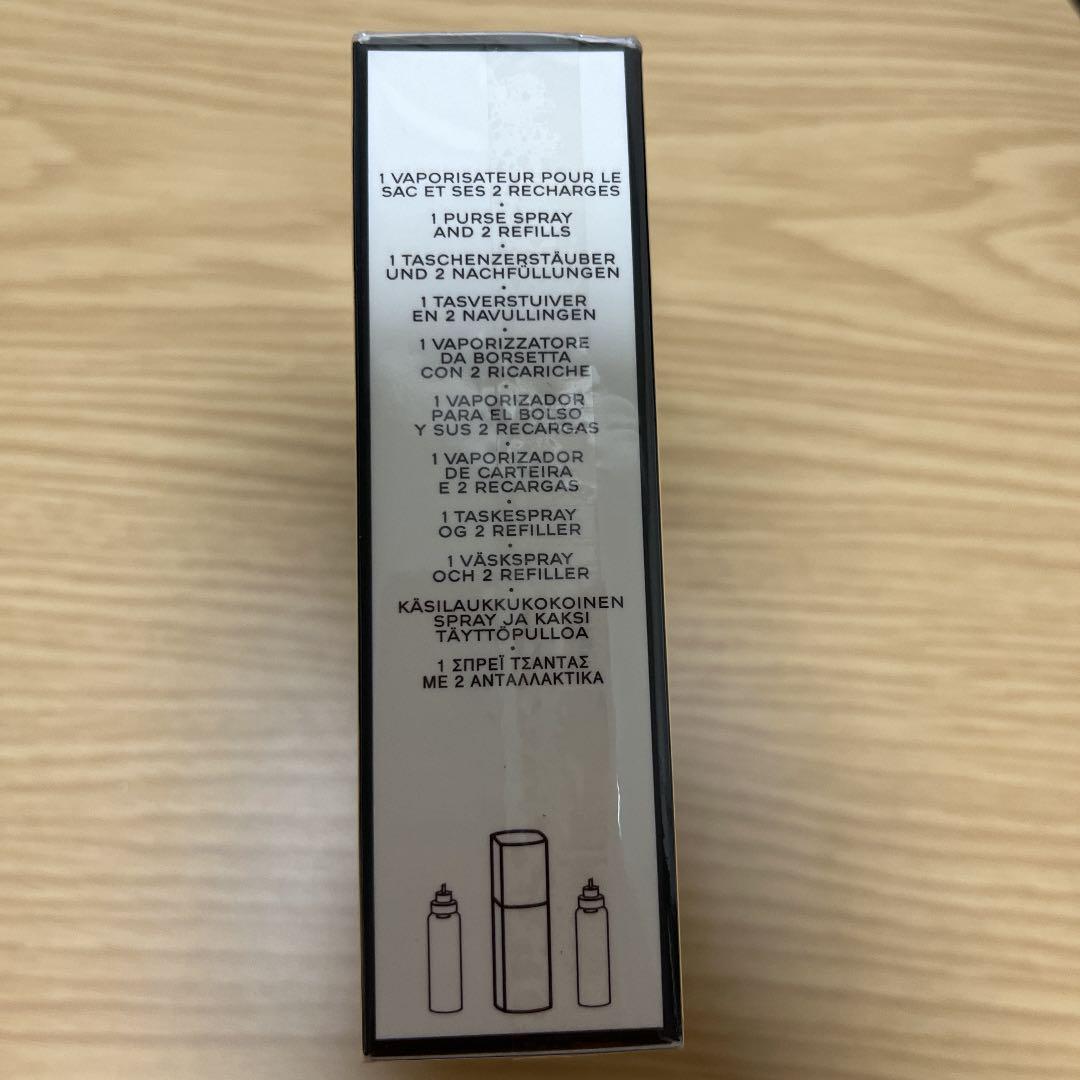 1 VAPORISATEUR POUR LE
SAC ET SES 2 RECHARGES
•
1 PURSE SPRAY
AND 2 REFILLS
•
1 TASCHENZERSTÄUBER
UND 2 NACHFÜLLUNGEN
•
1 TASVERSTUIVER
EN 2 NAVULLINGEN
•
1 VAPORIZZATORE
DA BORSETTA
CON 2 RICARICHE
•
1 VAPORIZADOR
PARA EL BOLSO
Y SUS 2 RECARGAS
•
1 VAPORIZADOR
DE CARTEIRA
E 2 RECARGAS
•
1 TASKESPRAY
OG 2 REFILLER
•
1 VÄSKSPRAY
OCH 2 REFILLER
•
KÄSILAUKKUKOKOINEN
SPRAY JA KAKSI
TÄYTTÖPULLOA
•
1 ΣΠΡΕΪ ΤΣΑΝΤΑΣ
ΜΕ 2 ΑΝΤΑΛΛΑΚΤΙΚΑ